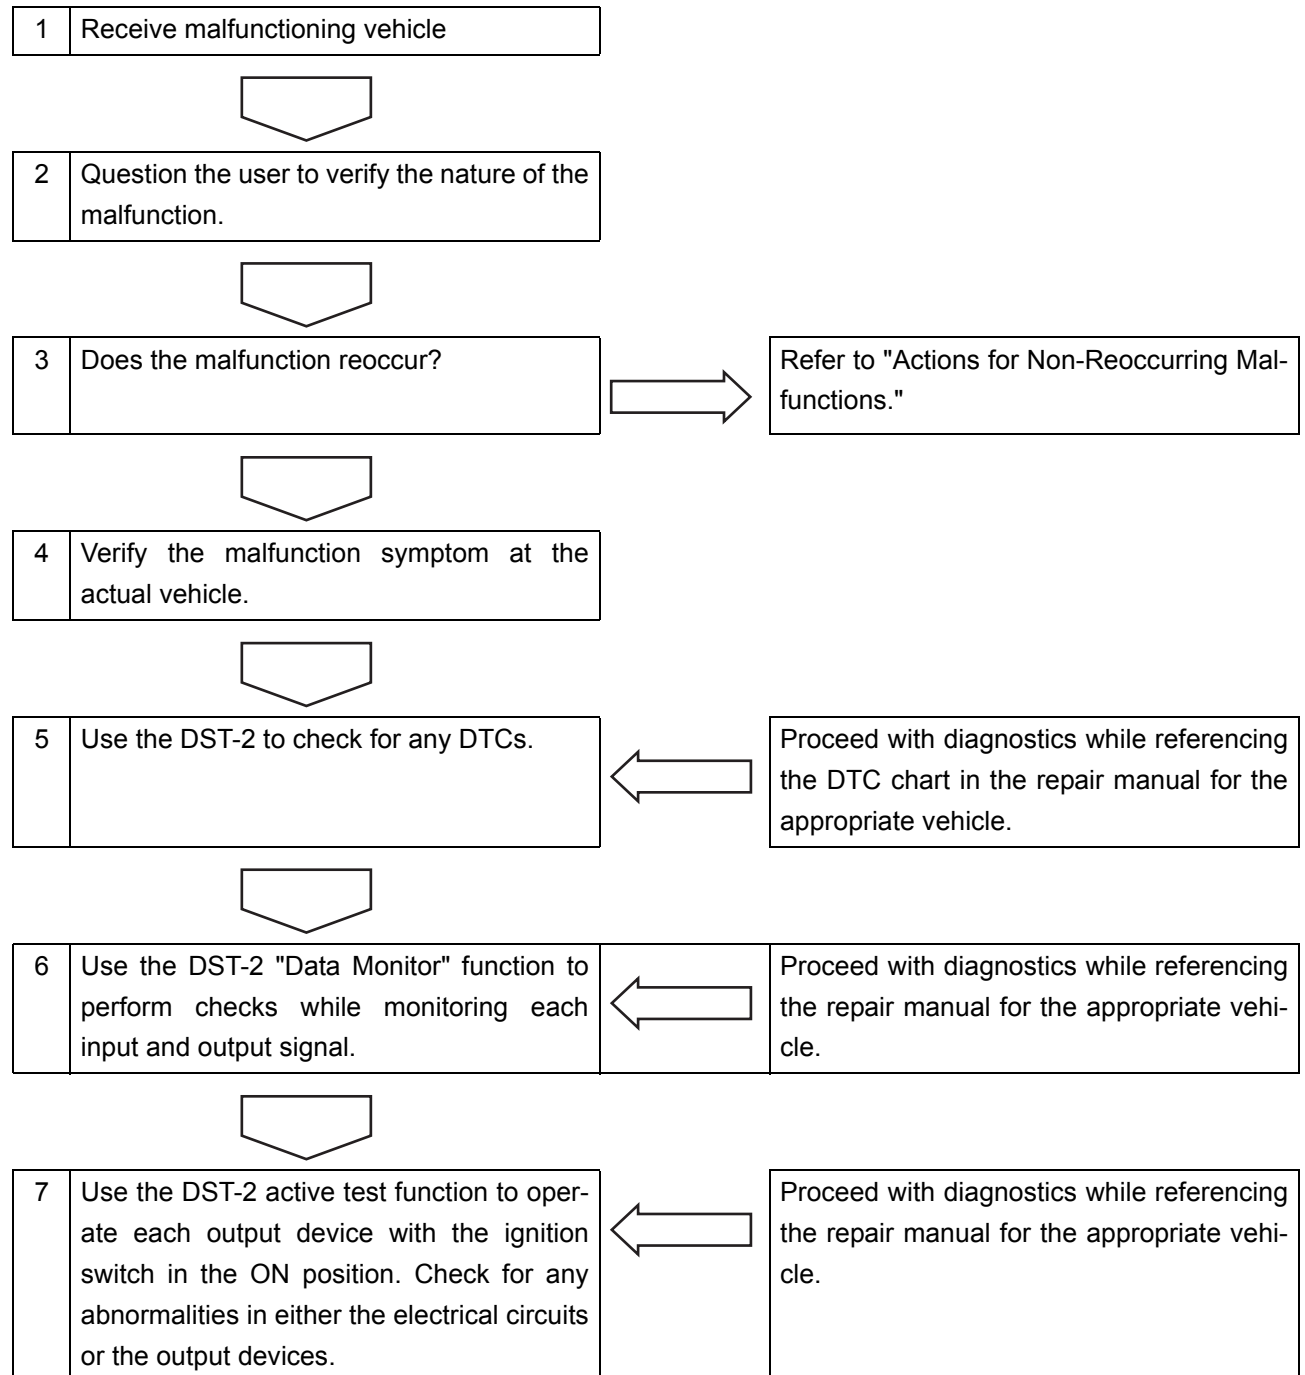 1 Receive malfunctioning vehicle
2 Question the user to verify the nature of the
malfunction.
3 Does the malfunction reoccur?
Refer to "Actions for Non-Reoccurring Mal-
functions."
4 Verify the malfunction symptom at the
actual vehicle.
5 Use the DST-2 to check for any DTCs.
Proceed with diagnostics while referencing
the DTC chart in the repair manual for the
appropriate vehicle.
6 Use the DST-2 "Data Monitor" function to
perform checks while monitoring each
input and output signal.
Proceed with diagnostics while referencing
the repair manual for the appropriate vehi-
cle.
7 Use the DST-2 active test function to oper-
ate each output device with the ignition
switch in the ON position. Check for any
abnormalities in either the electrical circuits
or the output devices.
Proceed with diagnostics while referencing
the repair manual for the appropriate vehi-
cle.